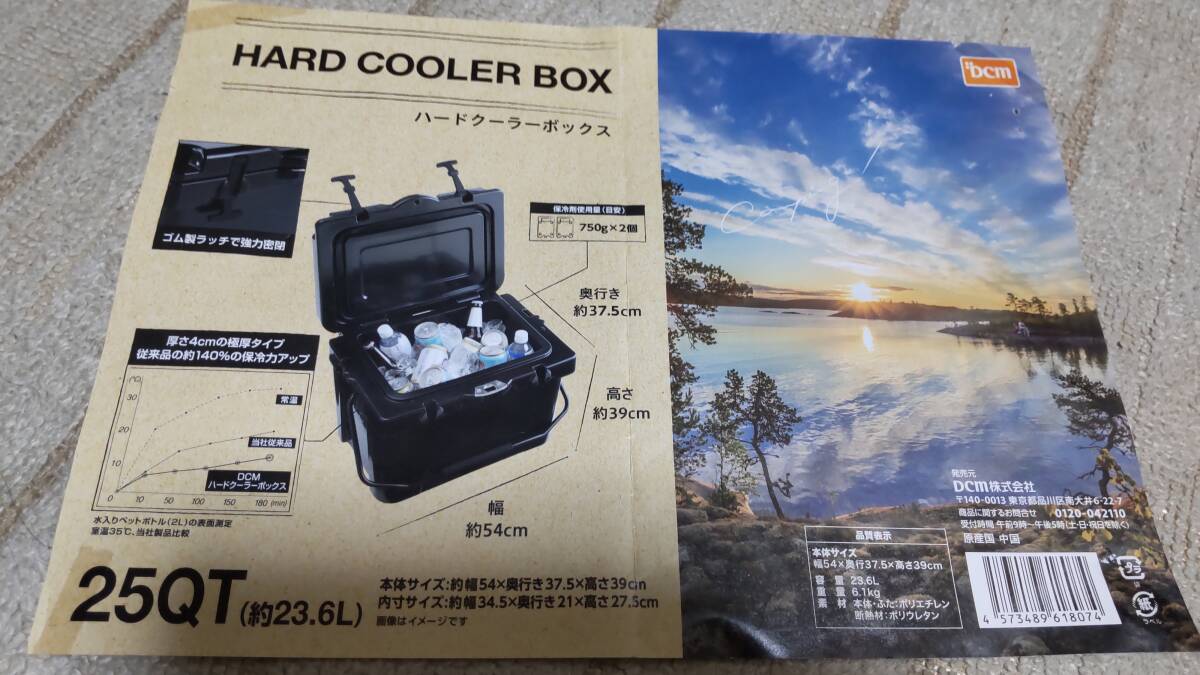 HARD COOLER BOX
ハードクーラーボックス
ゴム製ラッチで強力密閉
保冷剤使用量(目安)
750g×2個
奥行き
約37.5cm
高さ
約39cm
幅
約54cm
厚さ4cmの極厚タイプ
従来品の約140%の保冷力アップ
(℃)
30
20
10
0
10
50
100
150
180 (min)
常温
当社従来品
DCM
ハードクーラーボックス
水入りペットボトル(2L)の表面測定
室温35℃、当社製品比較
25QT(約23.6L)
本体サイズ:約幅54×奥行き37.5×高さ39cm
内寸サイズ:約幅34.5×奥行き21×高さ27.5cm
画像はイメージです
DCM
発売元
DCM株式会社
〒140-0013 東京都品川区南大井6-22-7
商品に関するお問合せ 0120-042110
受付時間 午前9時~午後5時(土・日・祝日を除く)
原産国 中国
品質表示
本体サイズ
幅54×奥行37.5×高さ39cm
容量 23.6L
重量 6.1kg
素材 本体・ふた:ポリエチレン
断熱材:ポリウレタン
4 573489 618074
プラ
紙
ラベル